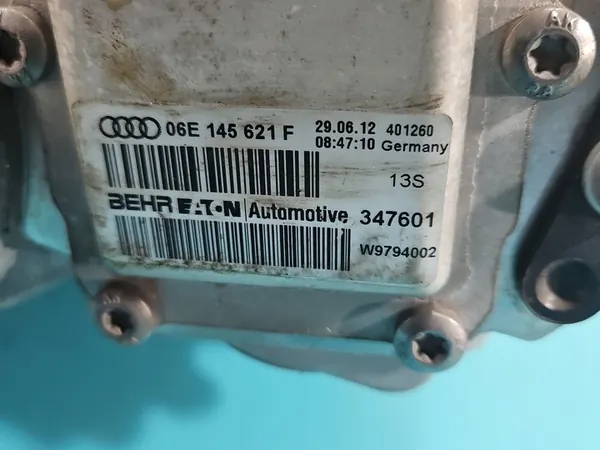 06E 145 621 F 29.06.12 401260
08:47:10 Germany
13S
BEHR EATON Automotive 347601
W9794002